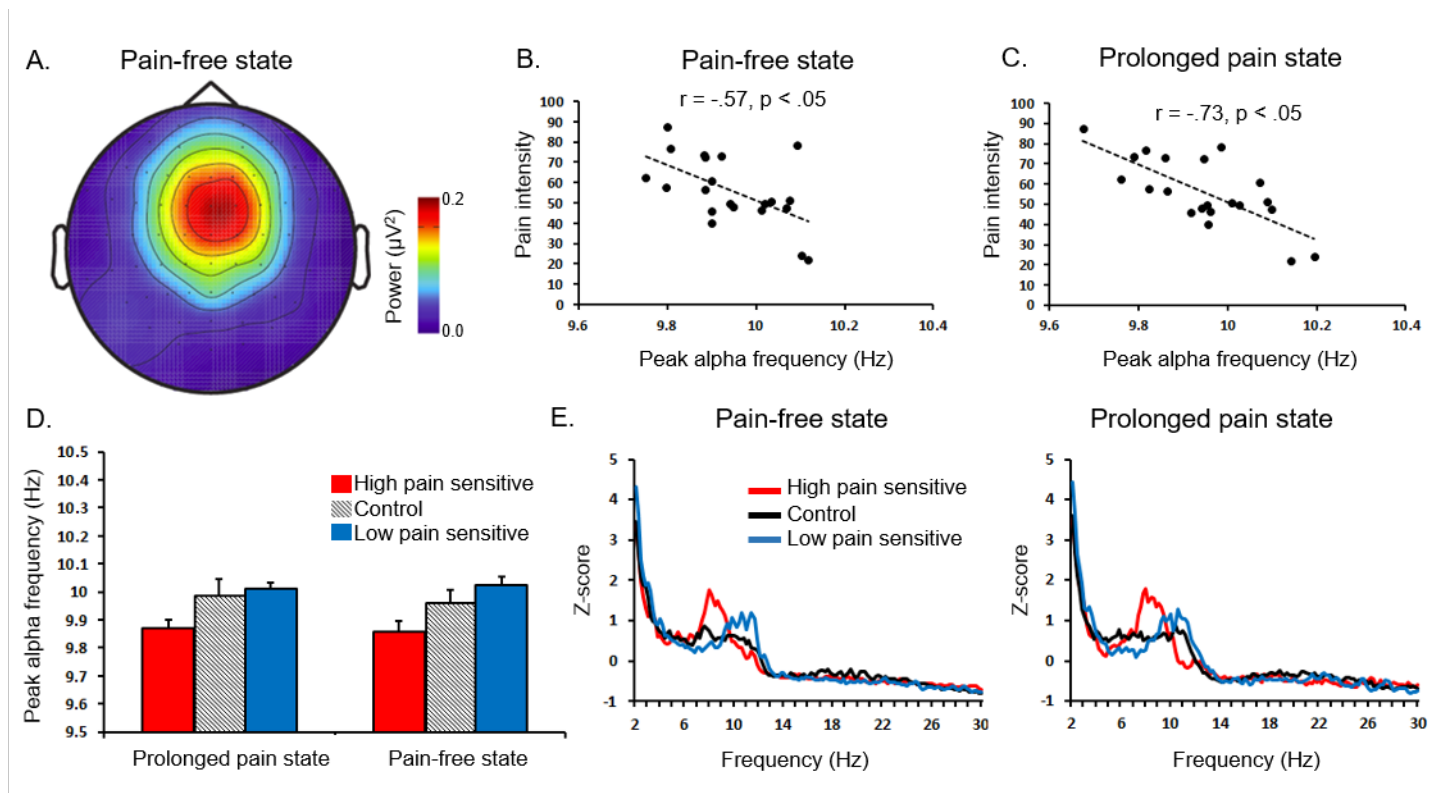 A.
Pain-free state
Power (µV²)
0.2
0.0
B.
Pain-free state
r = -.57, p < .05
Pain intensity
100
90
80
70
60
50
40
30
20
10
0
9.6
9.8
10
10.2
10.4
Peak alpha frequency (Hz)
C.
Prolonged pain state
r = -.73, p < .05
Pain intensity
100
90
80
70
60
50
40
30
20
10
0
9.6
9.8
10
10.2
10.4
Peak alpha frequency (Hz)
D.
Peak alpha frequency (Hz)
10.5
10.4
10.3
10.2
10.1
10
9.9
9.8
9.7
9.6
9.5
High pain sensitive
Control
Low pain sensitive
Prolonged pain state
Pain-free state
E.
Pain-free state
Z-score
5
4
3
2
1
0
-1
High pain sensitive
Control
Low pain sensitive
2
6
10
14
18
22
26
30
Frequency (Hz)
Prolonged pain state
Z-score
5
4
3
2
1
0
-1
2
6
10
14
18
22
26
30
Frequency (Hz)